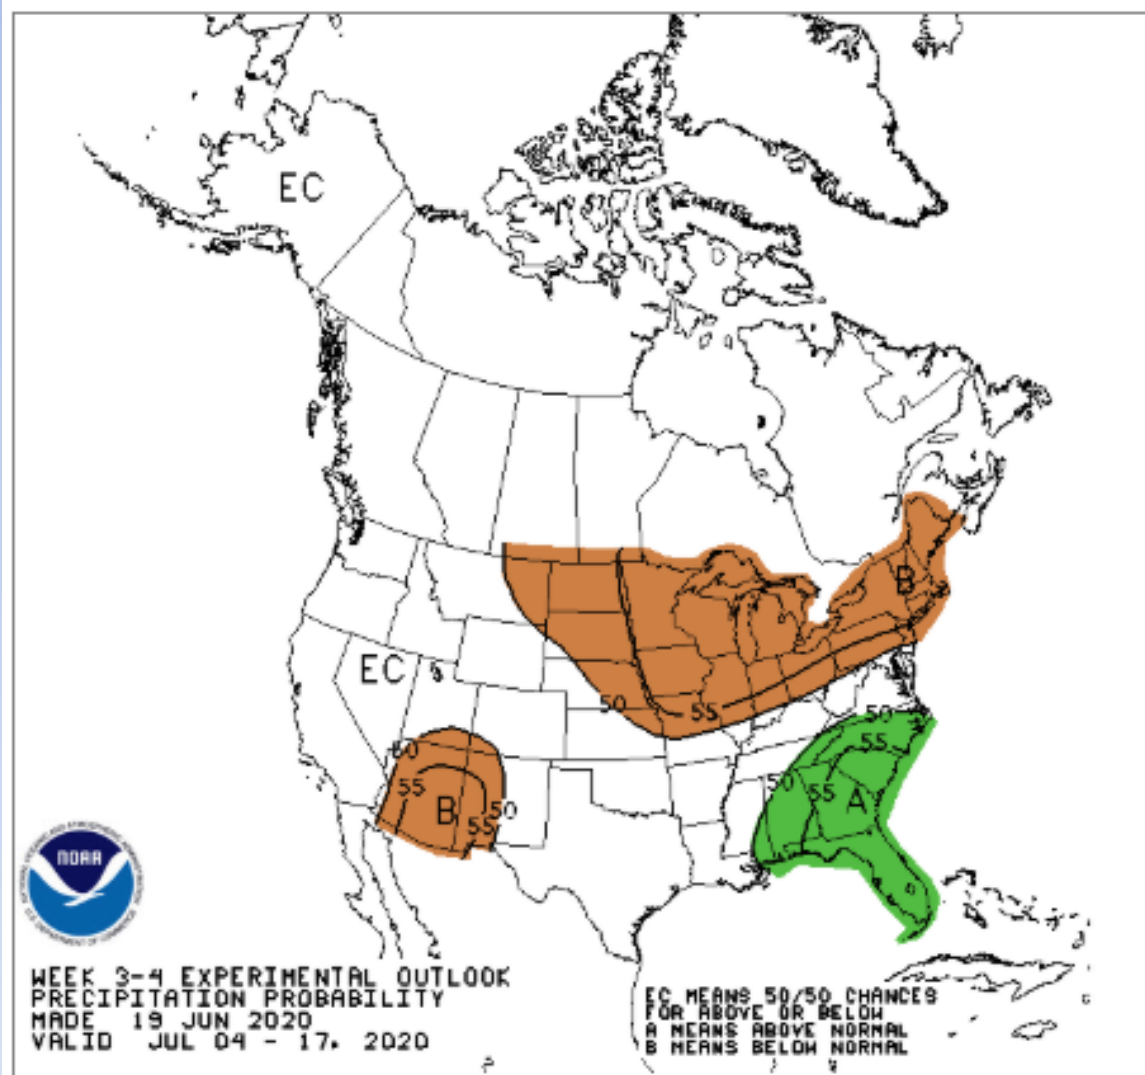 EC
B
EC
50
55
50
60
55
50
55
A
55
B
50
55
NOAA
WEEK 3-4 EXPERIMENTAL OUTLOOK
PRECIPITATION PROBABILITY
MADE 19 JUN 2020
VALID JUL 04 - 17, 2020
EC MEANS 50/50 CHANCES
FOR ABOVE OR BELOW
A MEANS ABOVE NORMAL
B MEANS BELOW NORMAL